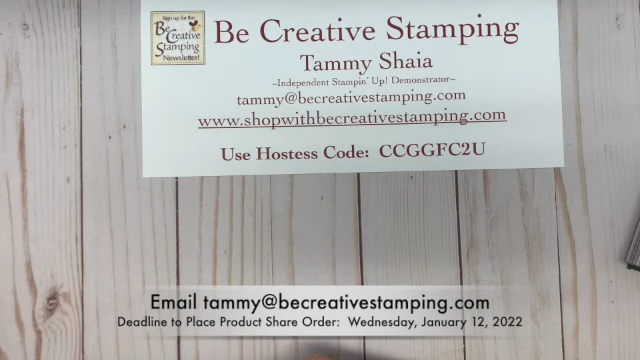 Sign up for the
Be
Creative
Stamping
Newsletter!
Be Creative Stamping
Tammy Shaia
~Independent Stampin' Up! Demonstrator~
tammy@becreativestamping.com
www.shopwithbecreativestamping.com
Use Hostess Code: CCGGFC2U
Email tammy@becreativestamping.com
Deadline to Place Product Share Order: Wednesday, January 12, 2022